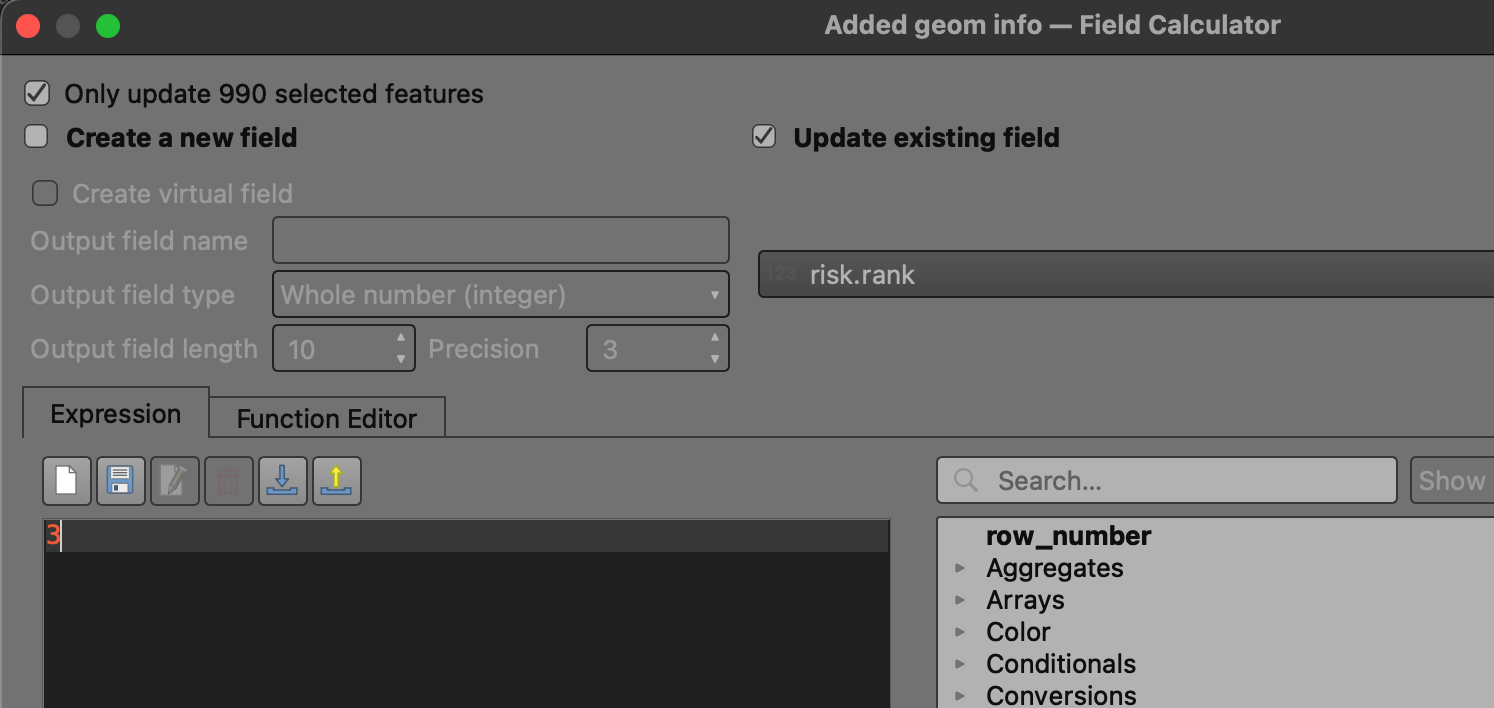 Added geom info — Field Calculator
Only update 990 selected features
Create a new field
Update existing field
Create virtual field
Output field name
123 risk.rank
Output field type
Whole number (integer)
Output field length
10
Precision
3
Expression
Function Editor
Search...
Show
3
row_number
Aggregates
Arrays
Color
Conditionals
Conversions